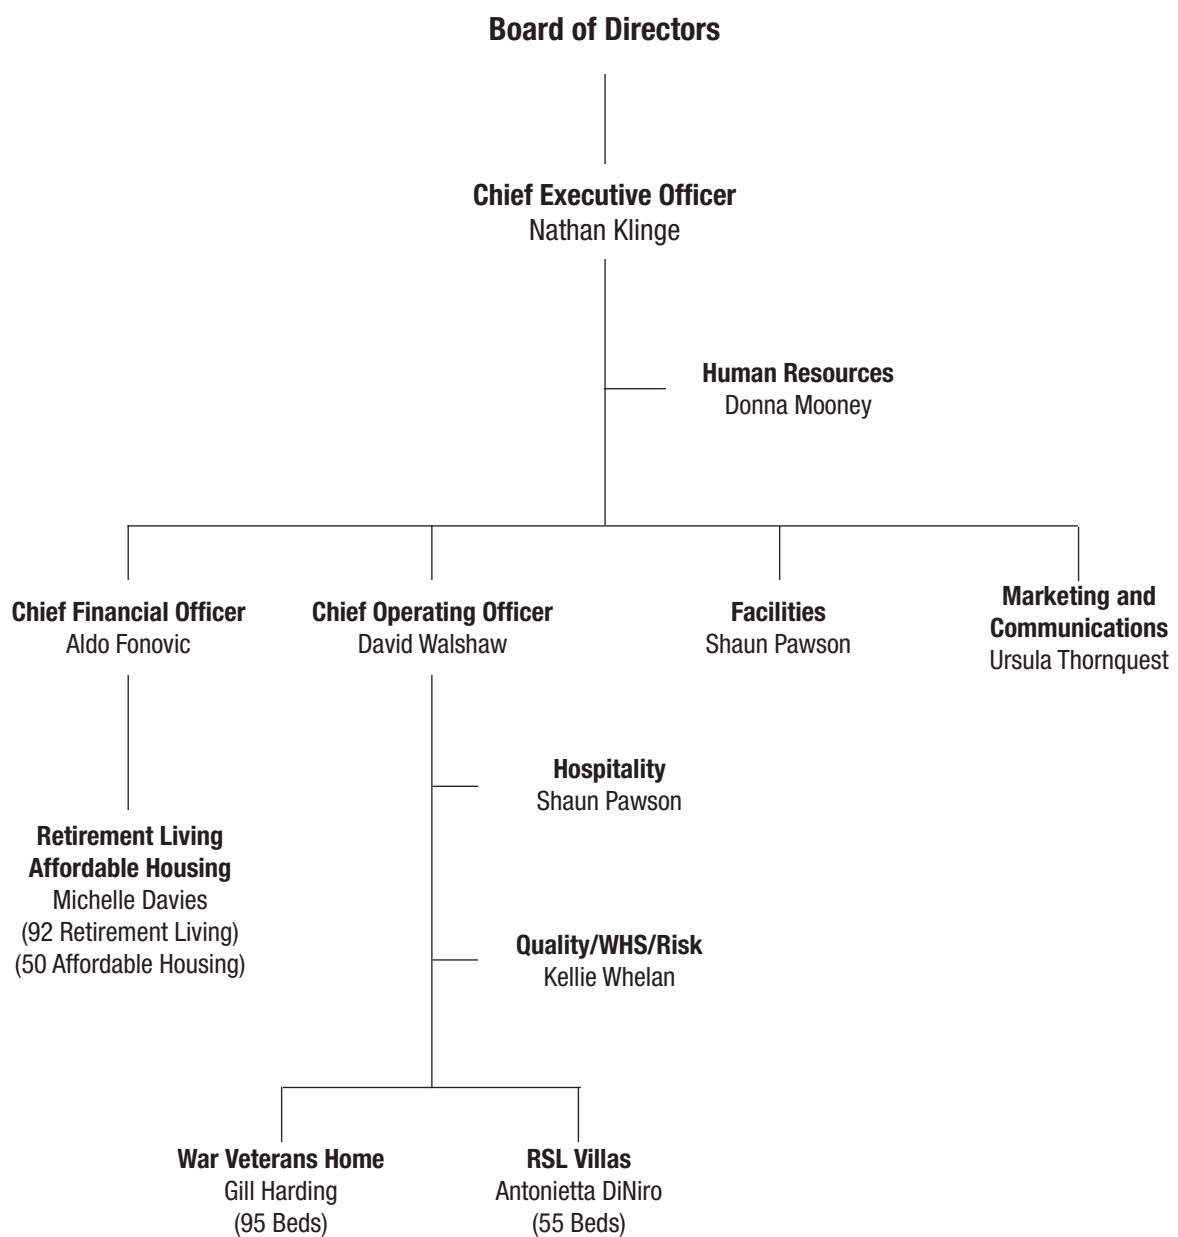 Board of Directors
Chief Executive Officer
Nathan Klinge
Human Resources
Donna Mooney
Chief Financial Officer
Aldo Fonovic
Chief Operating Officer
David Walshaw
Facilities
Shaun Pawson
Marketing and
Communications
Ursula Thornquest
Hospitality
Shaun Pawson
Retirement Living
Affordable Housing
Michelle Davies
(92 Retirement Living)
(50 Affordable Housing)
Quality/WHS/Risk
Kellie Whelan
War Veterans Home
Gill Harding
(95 Beds)
RSL Villas
Antonietta DiNiro
(55 Beds)